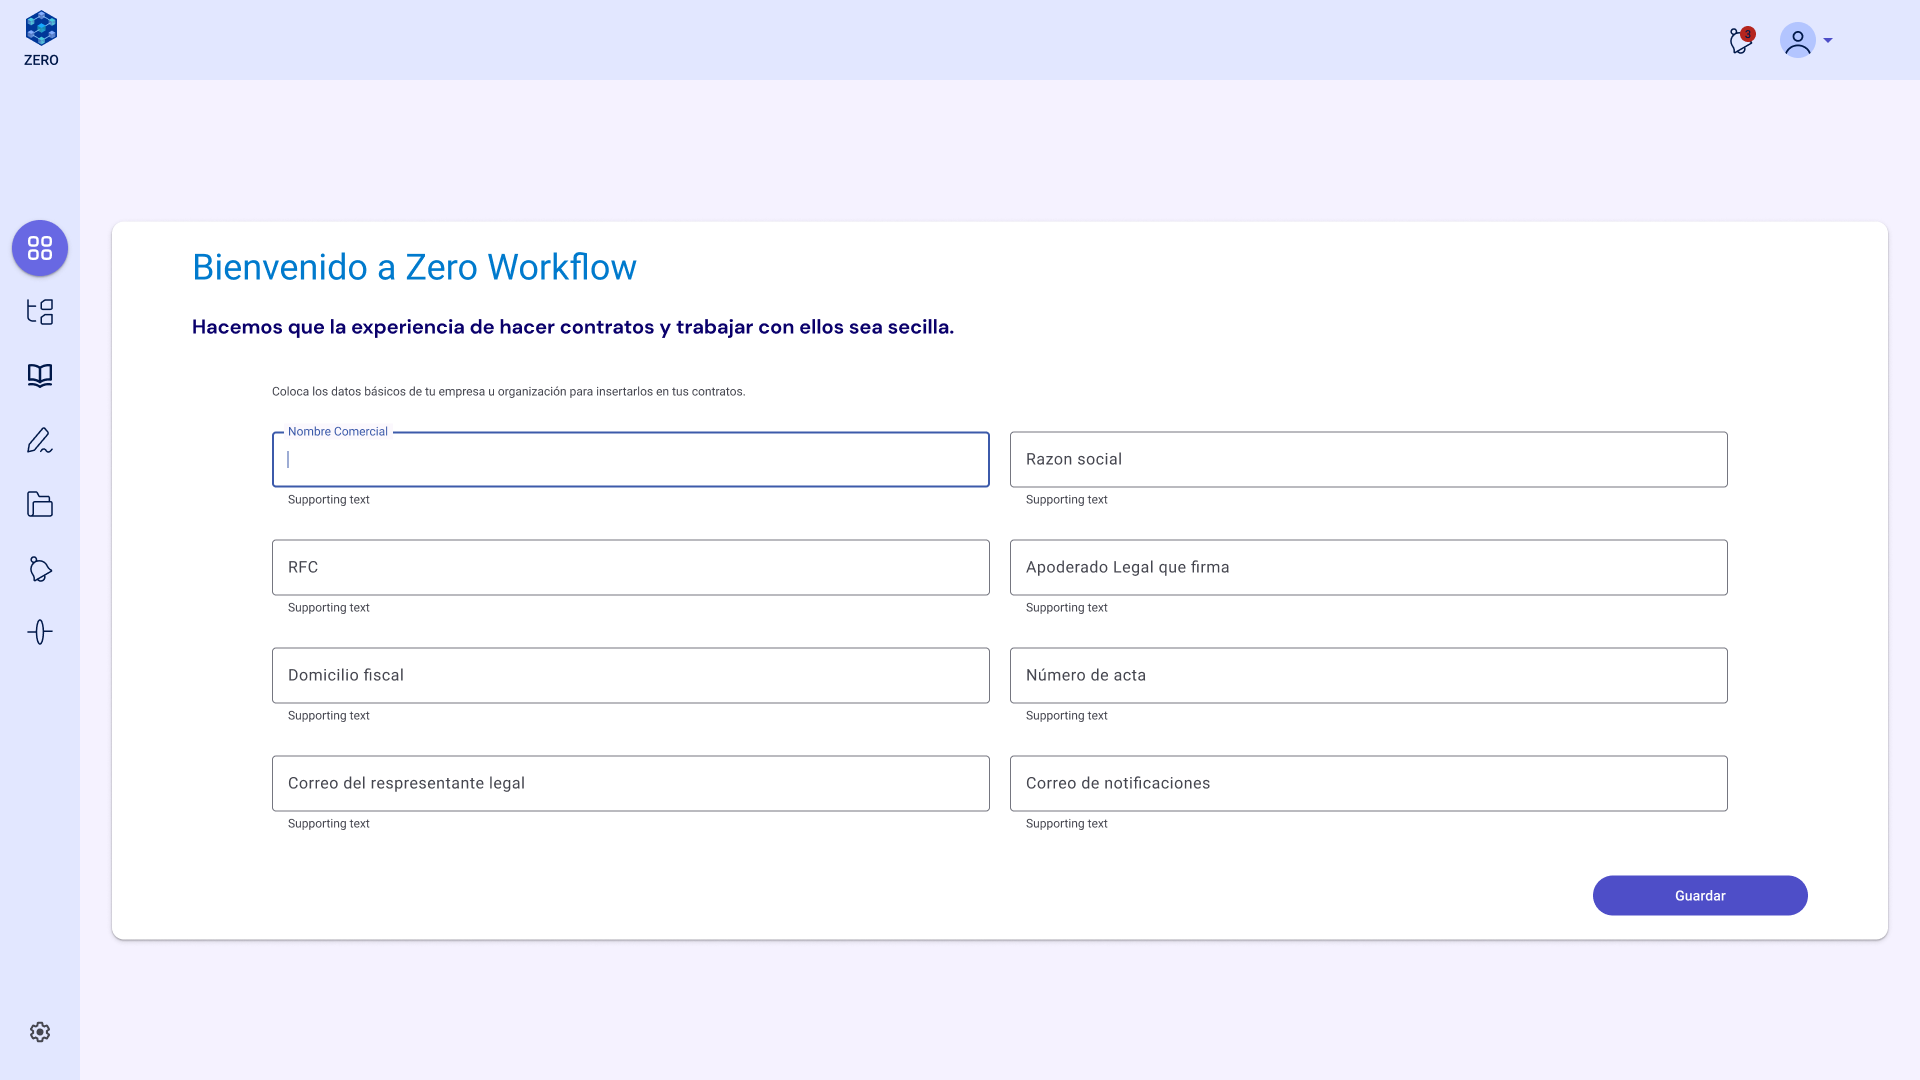 ZERO
3
Bienvenido a Zero Workflow
Hacemos que la experiencia de hacer contratos y trabajar con ellos sea secilla.
Coloca los datos básicos de tu empresa u organización para insertarlos en tus contratos.
Nombre Comercial
Supporting text
Razon social
Supporting text
RFC
Supporting text
Apoderado Legal que firma
Supporting text
Domicilio fiscal
Supporting text
Número de acta
Supporting text
Correo del respresentante legal
Supporting text
Correo de notificaciones
Supporting text
Guardar